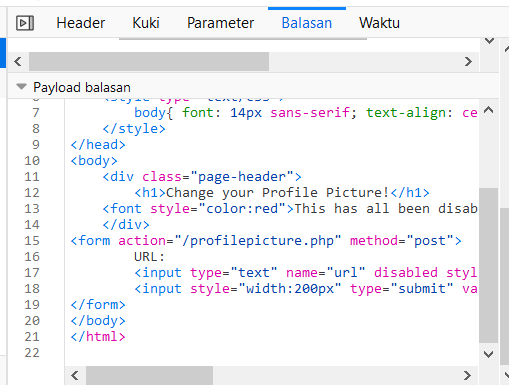 Header Kuki Parameter Balasan Waktu
Payload balasan
7 body{ font: 14px sans-serif; text-align: ce
8 </style>
9 </head>
10 <body>
11 <div class="page-header">
12 <h1>Change your Profile Picture!</h1>
13 <font style="color:red">This has all been disab
14 </div>
15 <form action="/profilepicture.php" method="post">
16 URL:
17 <input type="text" name="url" disabled styl
18 <input style="width:200px" type="submit" va
19 </form>
20 </body>
21 </html>
22